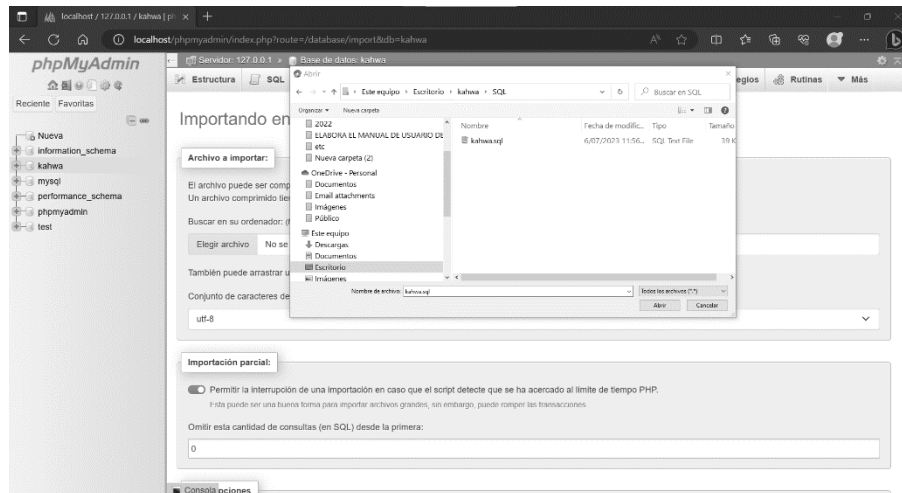 localhost / 127.0.0.1 / kahwa | ph
localhost/phpmyadmin/index.php?route=/database/import&db=kahwa
phpMyAdmin
Reciente Favoritas
Nueva
information_schema
kahwa
mysql
performance_schema
phpmyadmin
test
Servidor: 127.0.0.1 » Base de datos: kahwa
Estructura SQL
Rutinas Más
Importando en
Archivo a importar:
El archivo puede ser comp
Un archivo comprimido tie
Buscar en su ordenador:
Elegir archivo No se
También puede arrastrar u
Conjunto de caracteres de
utf-8
Abrir
Este equipo › Escritorio › kahwa › SQL
Buscar en SQL
Organizar Nueva carpeta
2022
ELABORA EL MANUAL DE USUARIO DE
etc
Nueva carpeta (2)
OneDrive - Personal
Documentos
Email attachments
Imágenes
Público
Este equipo
Descargas
Documentos
Escritorio
Imágenes
Nombre Fecha de modific... Tipo Tamaño
kahwa.sql 6/07/2023 11:56... SQL Text File 39 K
Nombre de archivo: kahwa.sql Todos los archivos (*.*)
Abrir Cancelar
Importación parcial:
Permitir la interrupción de una importación en caso que el script detecte que se ha acercado al límite de tiempo PHP.
Esta puede ser una buena forma para importar archivos grandes, sin embargo, puede romper las transacciones
Omitir esta cantidad de consultas (en SQL) desde la primera:
0
Consola pciones